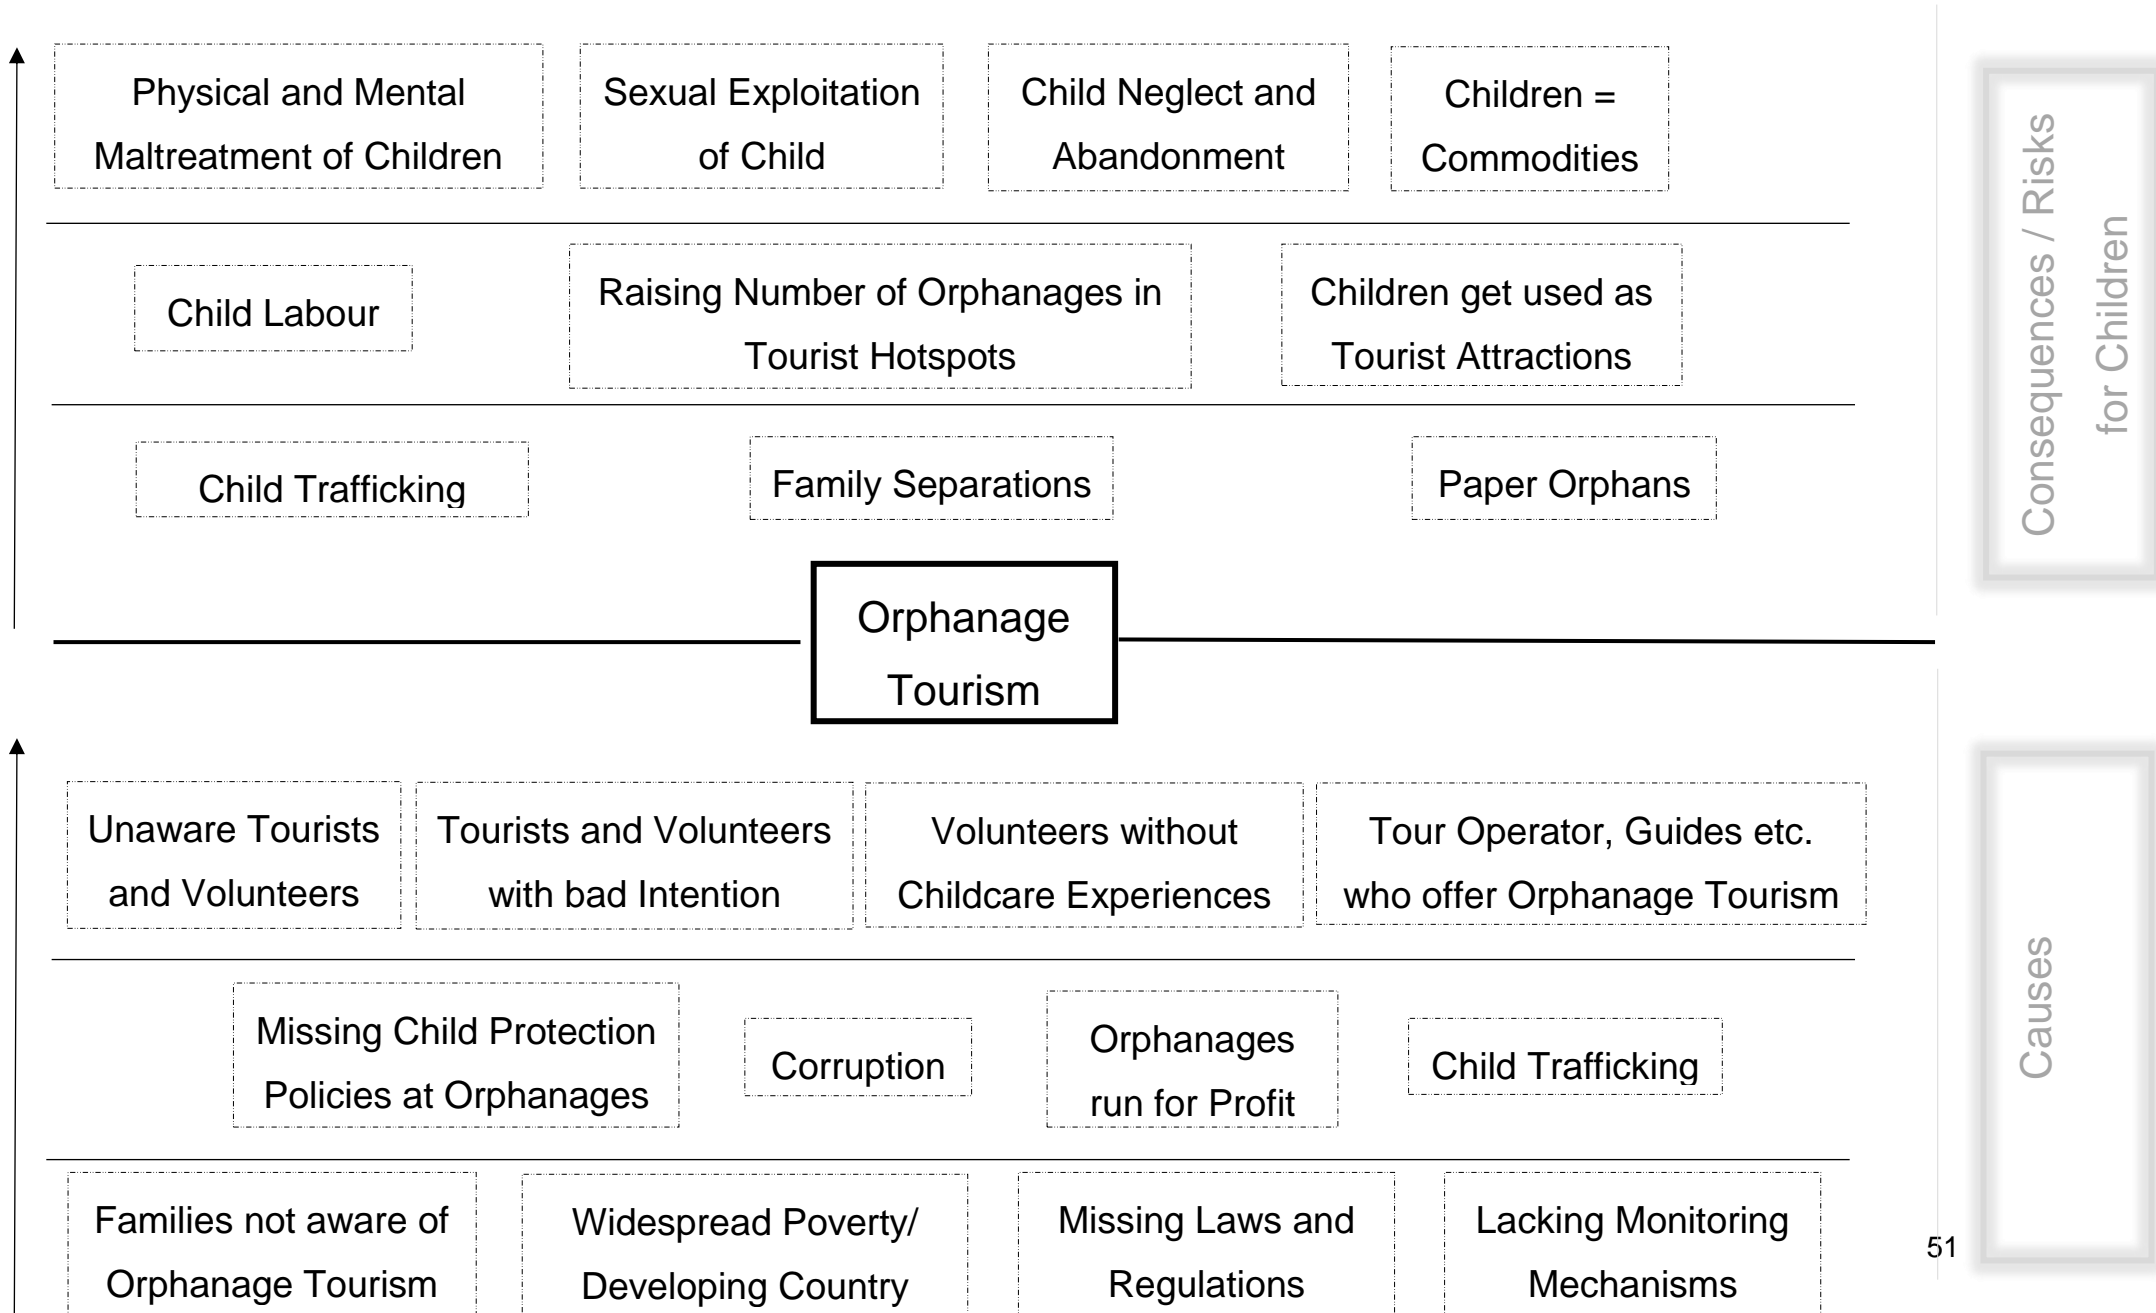 Physical and Mental
Maltreatment of Children
Sexual Exploitation
of Child
Child Neglect and
Abandonment
Children =
Commodities
Child Labour
Raising Number of Orphanages in
Tourist Hotspots
Children get used as
Tourist Attractions
Child Trafficking
Family Separations
Paper Orphans
Consequences / Risks
for Children
Orphanage
Tourism
Unaware Tourists
and Volunteers
Tourists and Volunteers
with bad Intention
Volunteers without
Childcare Experiences
Tour Operator, Guides etc.
who offer Orphanage Tourism
Missing Child Protection
Policies at Orphanages
Corruption
Orphanages
run for Profit
Child Trafficking
Families not aware of
Orphanage Tourism
Widespread Poverty/
Developing Country
Missing Laws and
Regulations
Lacking Monitoring
Mechanisms
Causes
51